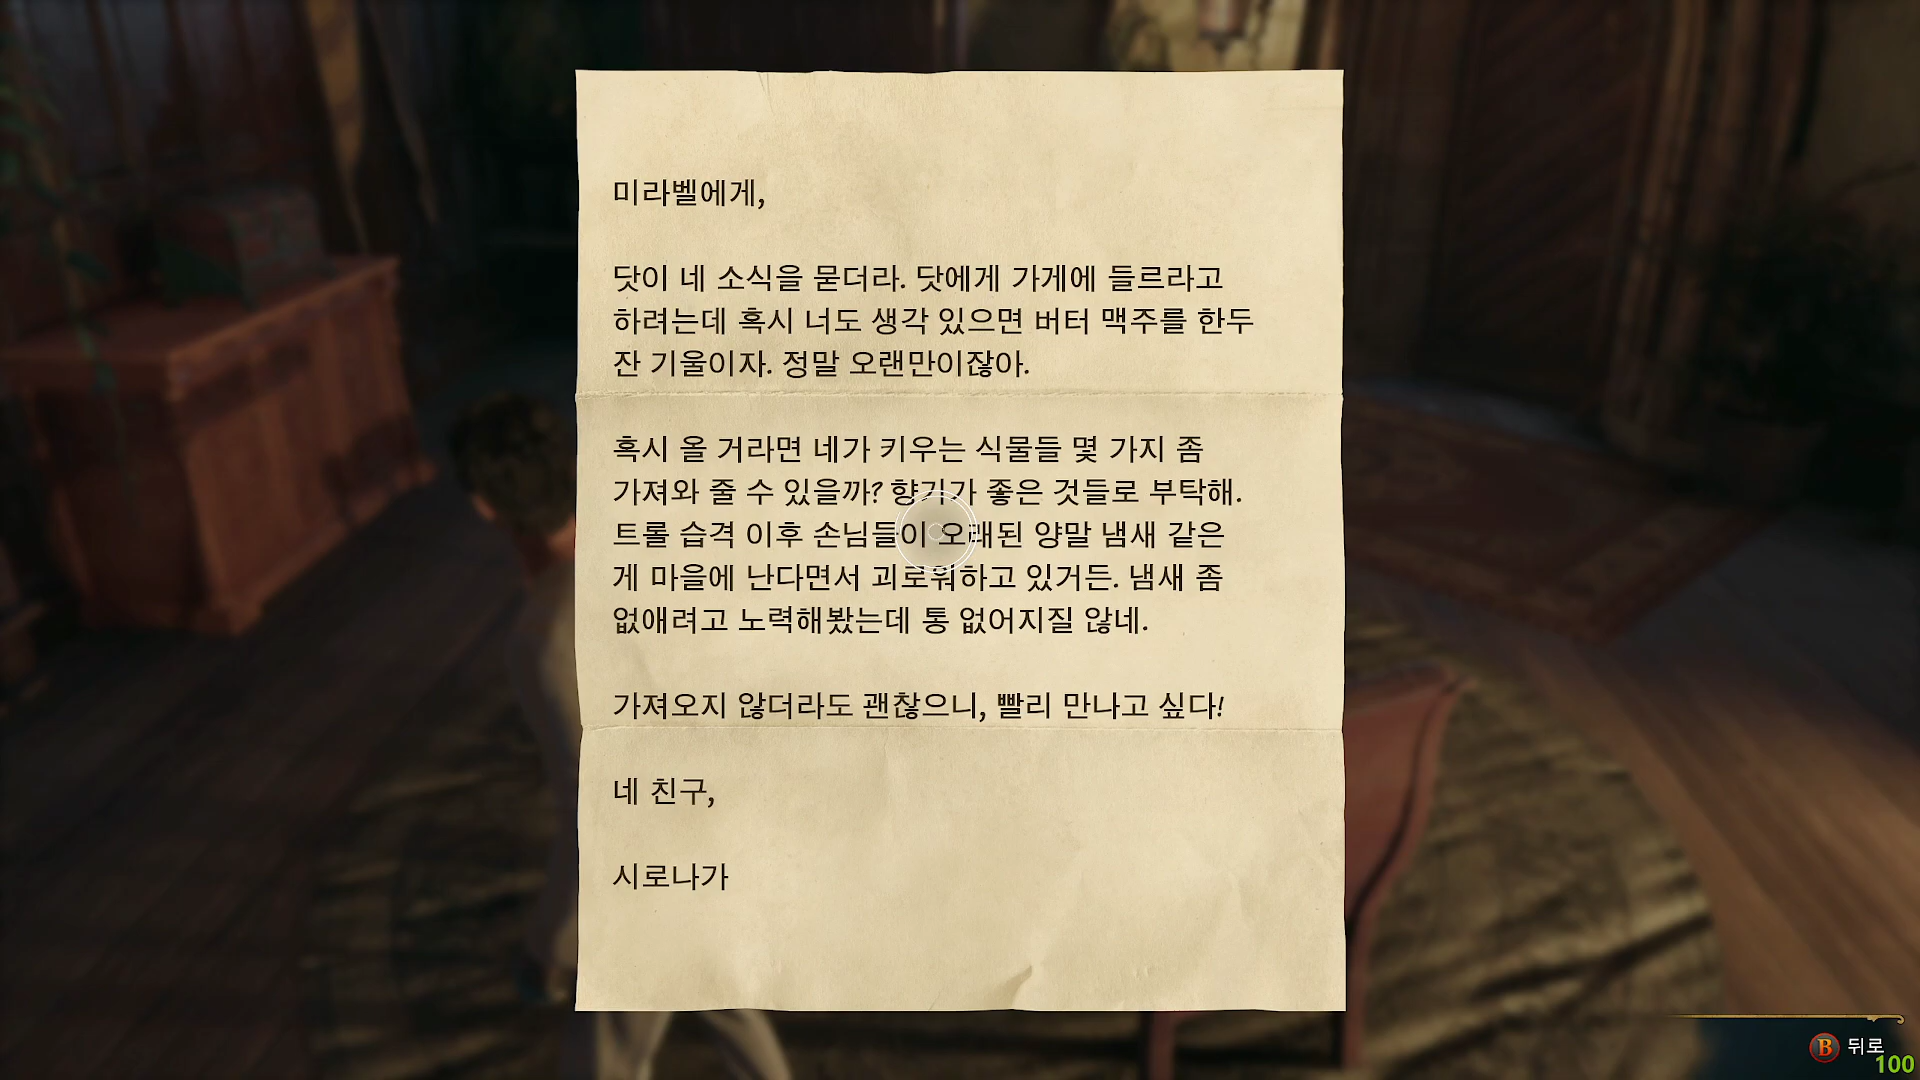 미라벨에게,
닷이 네 소식을 묻더라. 닷에게 가게에 들르라고
하려는데 혹시 너도 생각 있으면 버터 맥주를 한두
잔 기울이자. 정말 오랜만이잖아.
혹시 올 거라면 네가 키우는 식물들 몇 가지 좀
가져와 줄 수 있을까? 향기가 좋은 것들로 부탁해.
트롤 습격 이후 손님들이 오래된 양말 냄새 같은
게 마을에 난다면서 괴로워하고 있거든. 냄새 좀
없애려고 노력해봤는데 통 없어지질 않네.
가져오지 않더라도 괜찮으니, 빨리 만나고 싶다!
네 친구,
시로나가
B 뒤로
100